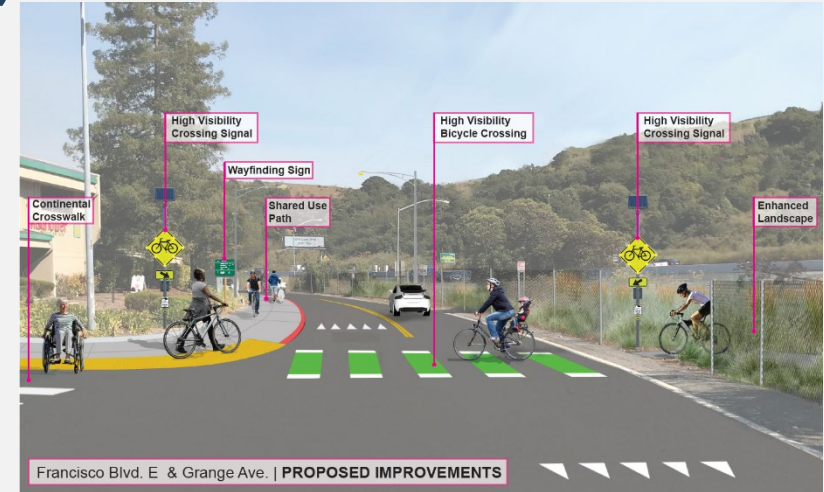 High Visibility
Crossing Signal
High Visibility
Bicycle Crossing
High Visibility
Crossing Signal
Wayfinding Sign
Continental
Crosswalk
Shared Use
Path
Enhanced
Landscape
Francisco Blvd. E & Grange Ave. | PROPOSED IMPROVEMENTS